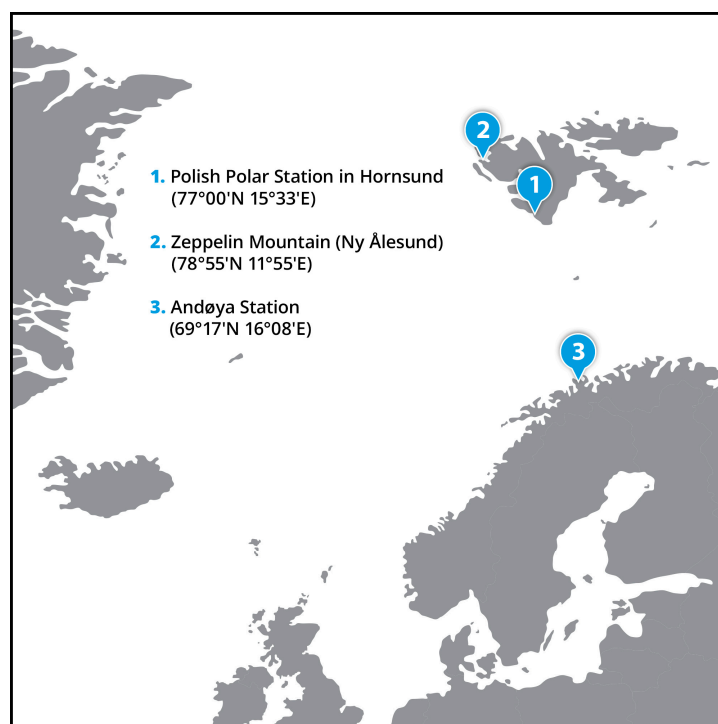 2
1
1. Polish Polar Station in Hornsund
(77°00'N 15°33'E)
2. Zeppelin Mountain (Ny Ålesund)
(78°55'N 11°55'E)
3. Andøya Station
(69°17'N 16°08'E)
3